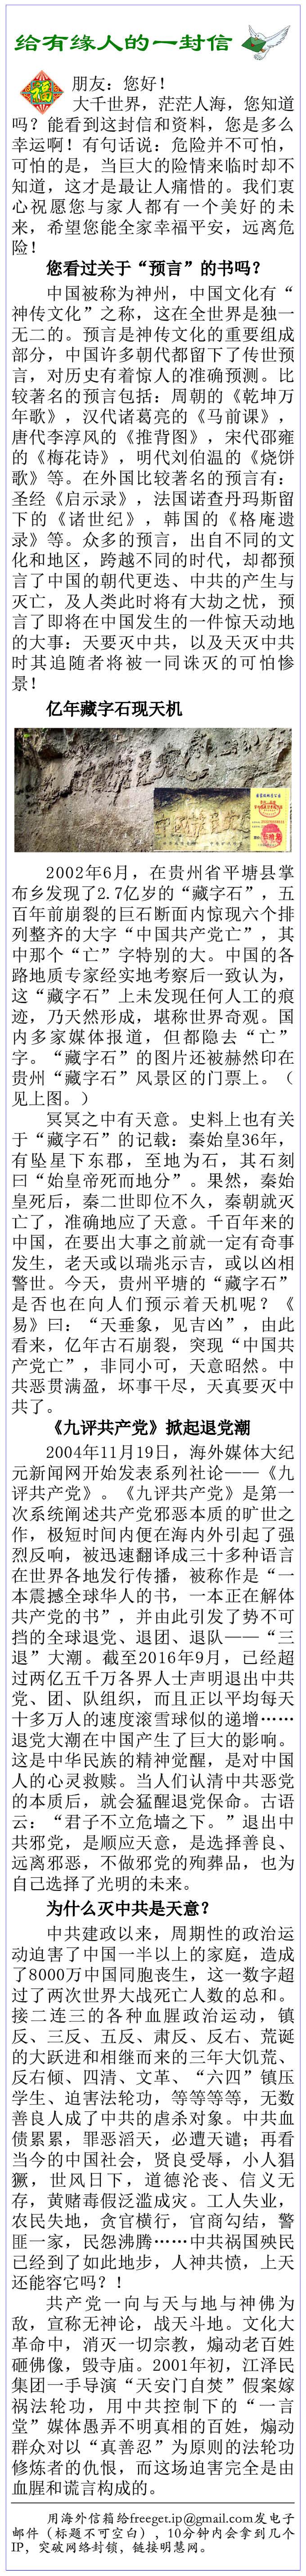 给有缘人的一封信
福
朋友：您好！
大千世界，茫茫人海，您知道
吗？能看到这封信和资料，您是多么
幸运啊！有句话说：危险并不可怕，
可怕的是，当巨大的险情来临时却不
知道，这才是最让人痛惜的。我们衷
心祝愿您与家人都有一个美好的未
来，希望您能全家幸福平安，远离危
险！
您看过关于“预言”的书吗？
中国被称为神州，中国文化有“
神传文化”之称，这在全世界是独一
无二的。预言是神传文化的重要组成
部分，中国许多朝代都留下了传世预
言，对历史有着惊人的准确预测。比
较著名的预言包括：周朝的《乾坤万
年歌》，汉代诸葛亮的《马前课》，
唐代李淳风的《推背图》，宋代邵雍
的《梅花诗》，明代刘伯温的《烧饼
歌》等。在外国比较著名的预言有：
圣经《启示录》，法国诺查丹玛斯留
下的《诸世纪》，韩国的《格庵遗
录》等。众多的预言，出自不同的文
化和地区，跨越不同的时代，却都预
言了中国的朝代更迭、中共的产生与
灭亡，及人类此时将有大劫之忧，预
言了即将在中国发生的一件惊天动地
的大事：天要灭中共，以及天灭中共
时其追随者将被一同诛灭的可怕惨
景！
亿年藏字石现天机
2002年6月，在贵州省平塘县掌
布乡发现了2.7亿岁的“藏字石”，五
百年前崩裂的巨石断面内惊现六个排
列整齐的大字“中国共产党亡”，其
中那个“亡”字特别的大。中国的各
路地质专家经实地考察后一致认为，
这“藏字石”上未发现任何人工的痕
迹，乃天然形成，堪称世界奇观。国
内多家媒体报道，但都隐去“亡”
字。“藏字石”的图片还被赫然印在
贵州“藏字石”风景区的门票上。（
见上图。）
冥冥之中有天意。史料上也有关
于“藏字石”的记载：秦始皇36年，
有坠星下东郡，至地为石，其石刻
曰“始皇帝死而地分”。果然，秦始
皇死后，秦二世即位不久，秦朝就灭
亡了，准确地应了天意。千百年来的
中国，在要出大事之前就一定有奇事
发生，老天或以瑞兆示吉，或以凶相
警世。今天，贵州平塘的“藏字石”
是否也在向人们预示着天机呢？《
易》曰：“天垂象，见吉凶”，由此
看来，亿年古石崩裂，突现“中国共
产党亡”，非同小可，天意昭然。中
共恶贯满盈，坏事干尽，天真要灭中
共了。
《九评共产党》掀起退党潮
2004年11月19日，海外媒体大纪
元新闻网开始发表系列社论——《九
评共产党》。《九评共产党》是第一
次系统阐述共产党邪恶本质的旷世之
作，极短时间内便在海内外引起了强
烈反响，被迅速翻译成三十多种语言
在世界各地发行传播，被称作是“一
本震撼全球华人的书，一本正在解体
共产党的书”，并由此引发了势不可
挡的全球退党、退团、退队——“三
退”大潮。截至2016年9月，已经超
过两亿五千万各界人士声明退出中共
党、团、队组织，而且正以平均每天
十多万人的速度滚雪球似的递增……
退党大潮在中国产生了巨大的影响。
这是中华民族的精神觉醒，是对中国
人的心灵救赎。当人们认清中共恶党
的本质后，就会猛醒退党保命。古语
云：“君子不立危墙之下。”退出中
共邪党，是顺应天意，是选择善良、
远离邪恶，不做邪党的殉葬品，也为
自己选择了光明的未来。
为什么灭中共是天意？
中共建政以来，周期性的政治运
动迫害了中国一半以上的家庭，造成
了8000万中国同胞丧生，这一数字超
过了两次世界大战死亡人数的总和。
接二连三的各种血腥政治运动，镇
反、三反、五反、肃反、反右、荒诞
的大跃进和相继而来的三年大饥荒、
反右倾、四清、文革、“六四”镇压
学生、迫害法轮功，等等等等，无数
善良人成了中共的虐杀对象。中共血
债累累，罪恶滔天，必遭天谴；再看
当今的中国社会，贤良受辱，小人猖
獗，世风日下，道德沦丧、信义无
存，黄赌毒假泛滥成灾。工人失业，
农民失地，贪官横行，官商勾结，警
匪一家，民怨沸腾……中共祸国殃民
已经到了如此地步，人神共愤，上天
还能容它吗？！
共产党一向与天与地与神佛为
敌，宣称无神论，战天斗地。文化大
革命中，消灭一切宗教，煽动老百姓
砸佛像，毁寺庙。2001年初，江泽民
集团一手导演“天安门自焚”假案嫁
祸法轮功，用中共控制下的“一言
堂”媒体愚弄不明真相的百姓，煽动
群众对以“真善忍”为原则的法轮功
修炼者的仇恨，而这场迫害完全是由
血腥和谎言构成的。
用海外信箱给freeget.ip@gmail.com发电子
邮件（标题不可空白），10分钟内会拿到几个
IP，突破网络封锁，链接明慧网。